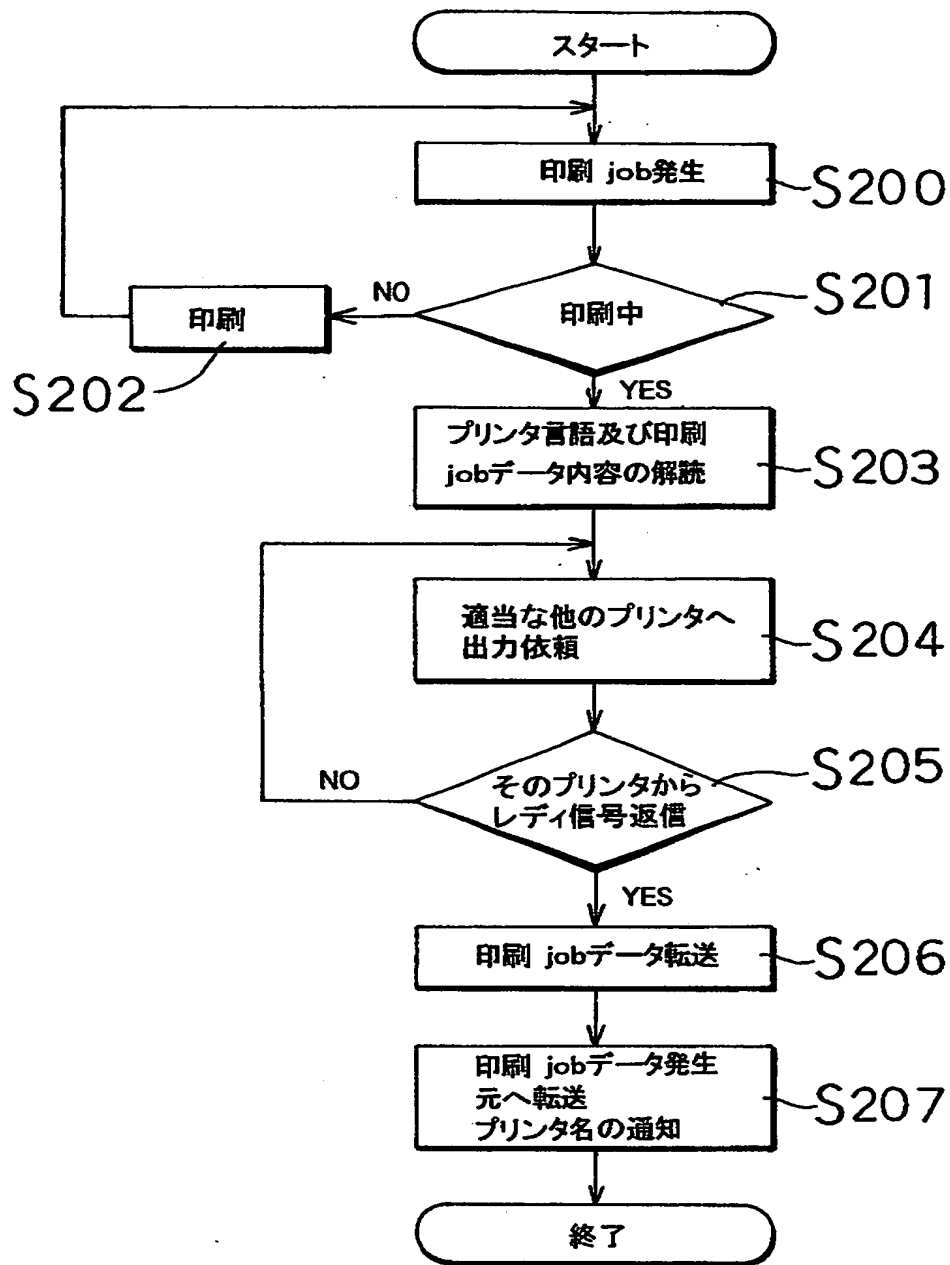 スタート
印刷 job発生
S200
印刷中
S201
NO
印刷
S202
YES
プリンタ言語及び印刷
jobデータ内容の解読
S203
適当な他のプリンタへ
出力依頼
S204
そのプリンタから
レディ信号返信
S205
NO
YES
印刷 jobデータ転送
S206
印刷 jobデータ発生
元へ転送
プリンタ名の通知
S207
終了